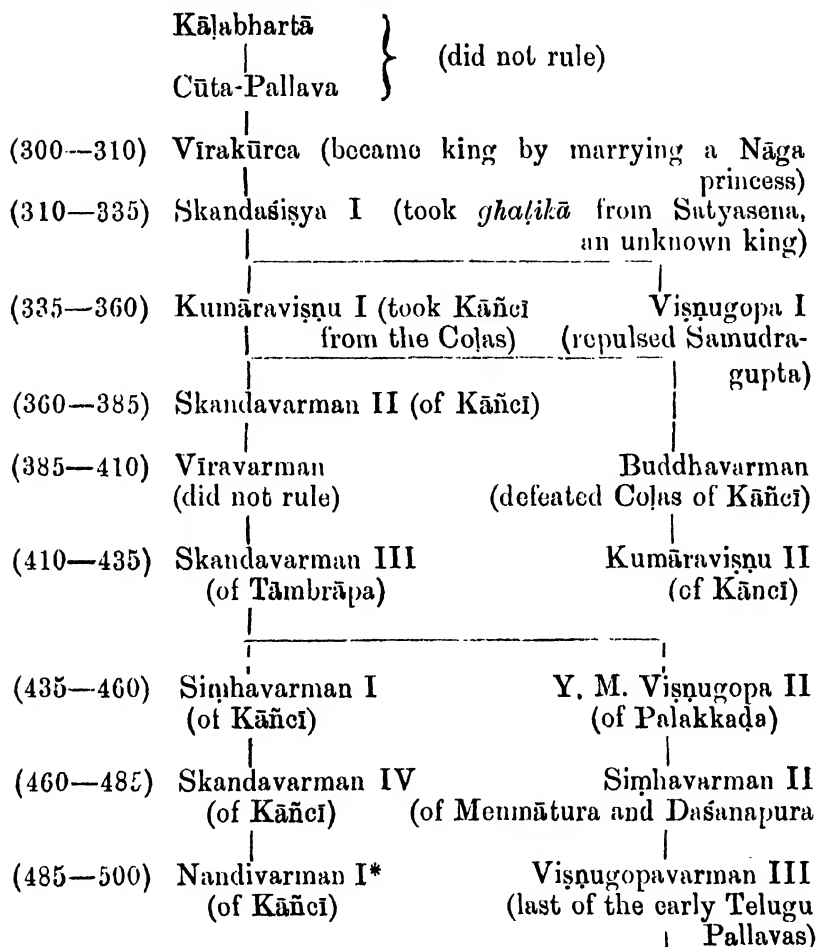 Kāḷabhartā
(did not rule)
Cūta-Pallava
(300—310) Vīrakūrca (became king by marrying a Nāga
princess)
(310—335) Skandaśiṣya I (took ghaṭikā from Satyasena,
an unknown king)
(335—360) Kumāraviṣṇu I (took Kāñcī Viṣṇugopa I
from the Coḷas) (repulsed Samudra-
gupta)
(360—385) Skandavarman II (of Kāñcī)
(385—410) Vīravarman Buddhavarman
(did not rule) (defeated Coḷas of Kāñcī)
(410—435) Skandavarman III Kumāraviṣṇu II
(of Tāmbrāpa) (of Kāncī)
(435—460) Siṃhavarman I Y. M. Viṣṇugopa II
(of Kāñcī) (of Palakkaḍa)
(460—485) Skandavarman IV Siṃhavarman II
(of Kāñcī) (of Menmātura and Daśanapura
(485—500) Nandivarman I* Viṣṇugopavarman III
(of Kāñcī) (last of the early Telugu
Pallavas)